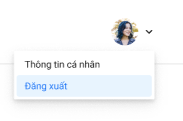 Thông tin cá nhân
Đăng xuất